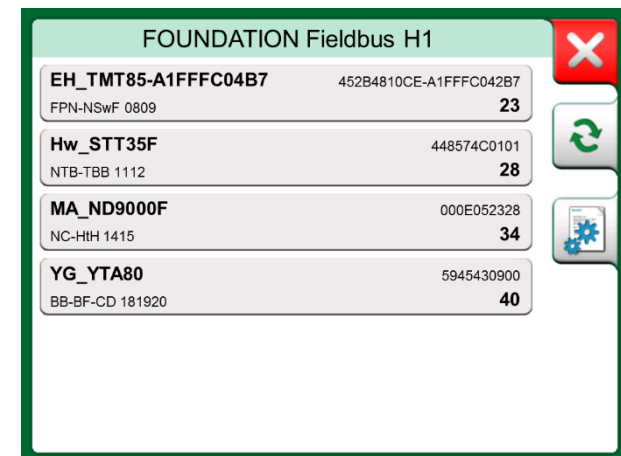 FOUNDATION Fieldbus H1
EH_TMT85-A1FFFC04B7 452B4810CE-A1FFFC042B7
FPN-NSwF 0809 23
Hw_STT35F 448574C0101
NTB-TBB 1112 28
MA_ND9000F 000E052328
NC-HtH 1415 34
YG_YTA80 5945430900
BB-BF-CD 181920 40